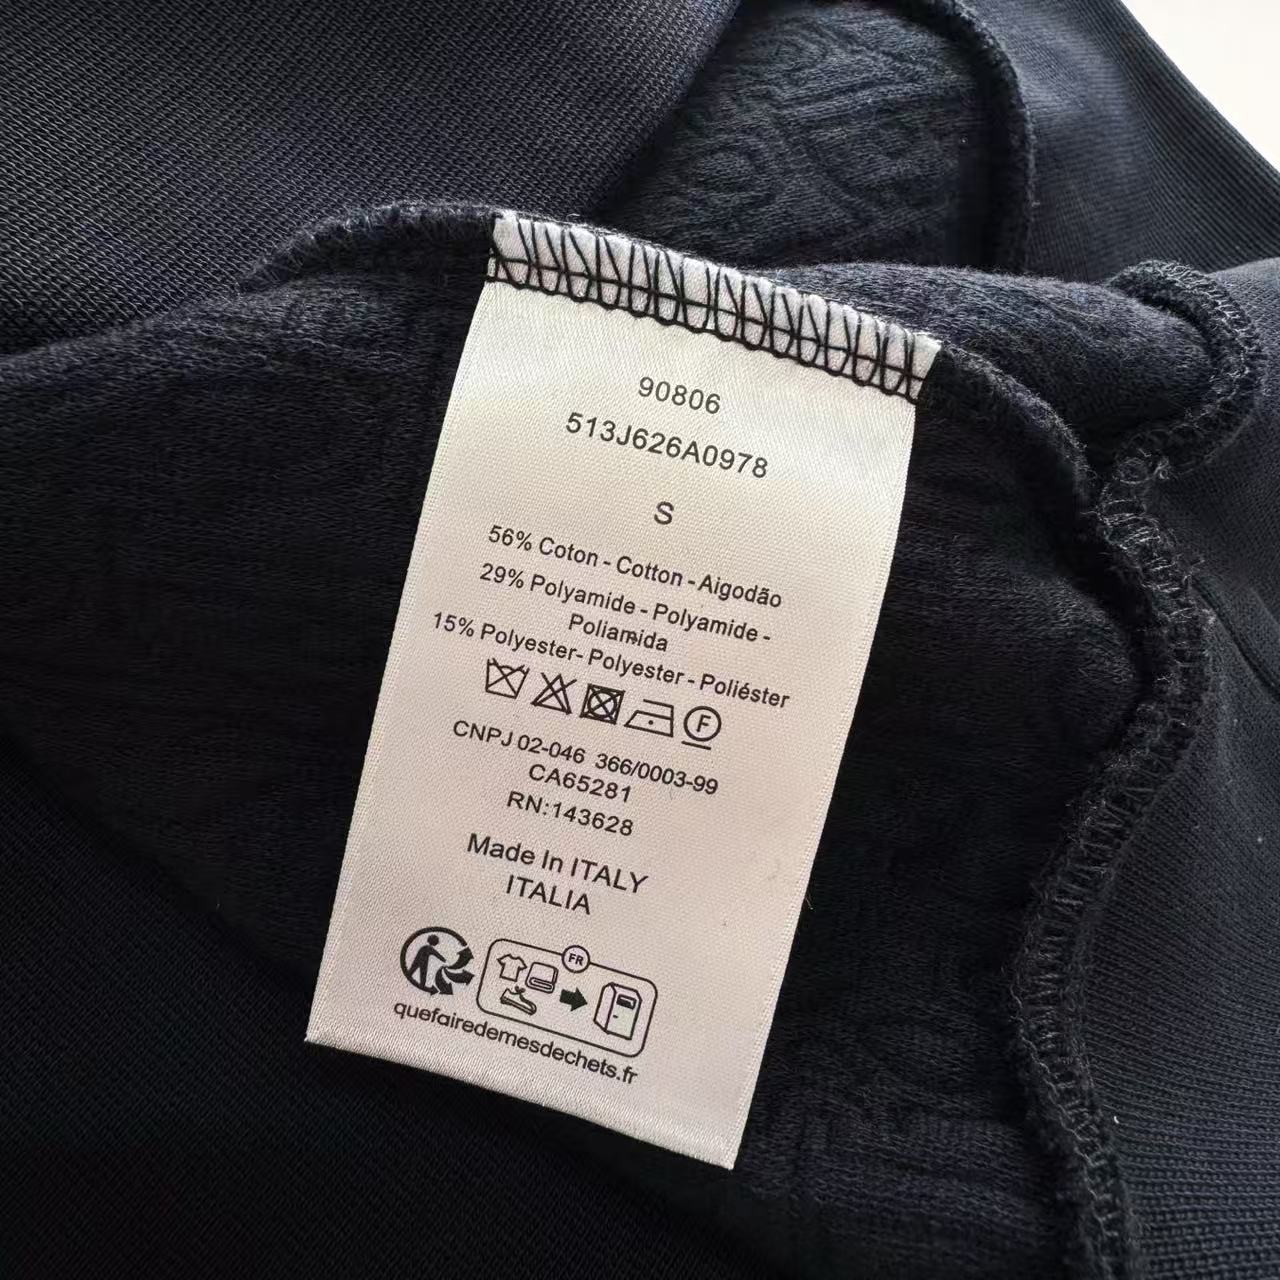 90806
513J626A0978
S
56% Coton - Cotton - Aigodão
29% Polyamide - Polyamide -
Poliamida
15% Polyester- Polyester - Poliéster
F
CNPJ 02-046 366/0003-99
CA65281
RN:143628
Made In ITALY
ITALIA
FR
quefairedemesdechets.fr